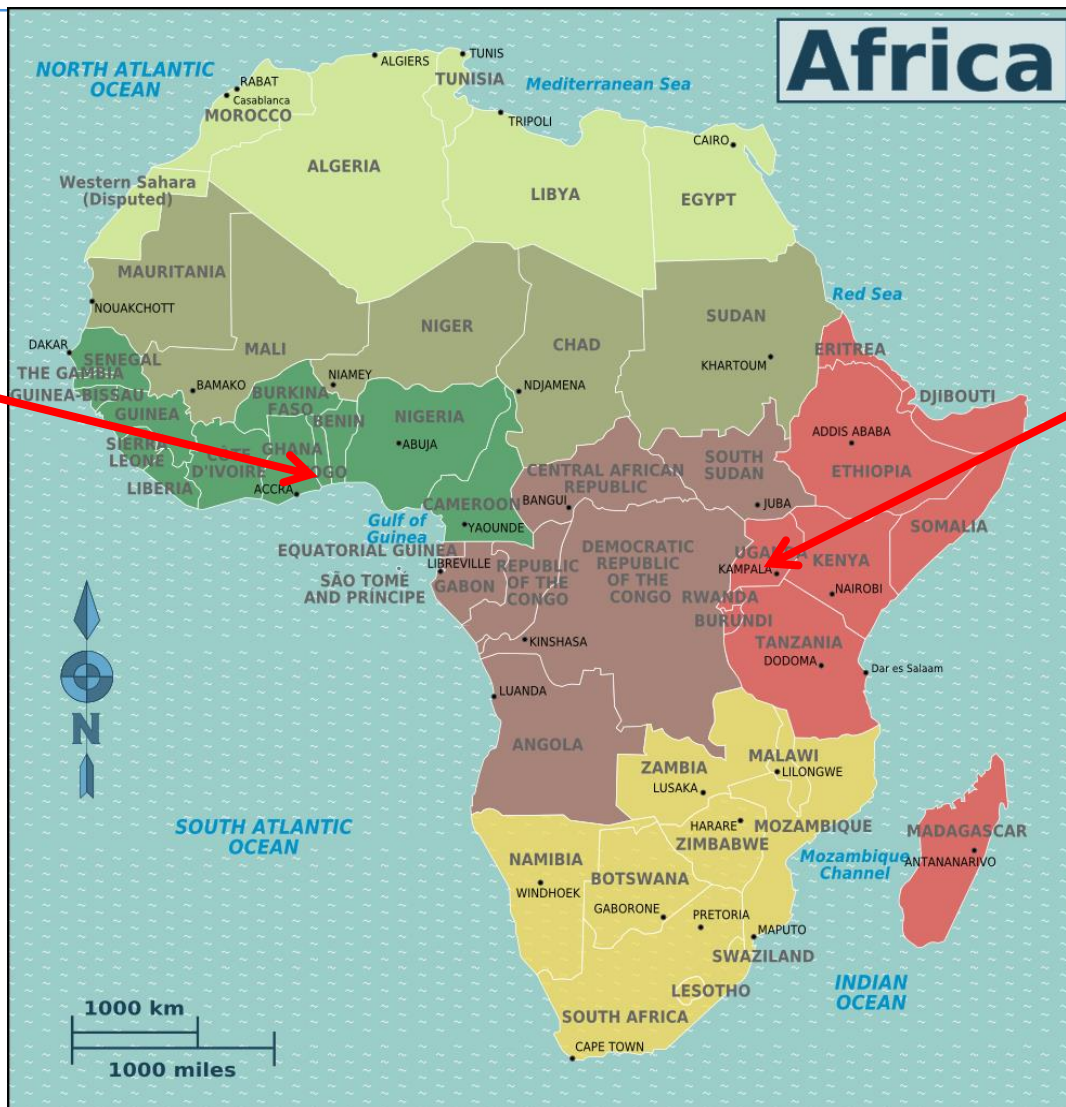 Africa
NORTH ATLANTIC
OCEAN
RABAT
Casablanca
MOROCCO
ALGIERS
TUNIS
TUNISIA
Mediterranean Sea
TRIPOLI
CAIRO
ALGERIA
LIBYA
EGYPT
Western Sahara
(Disputed)
MAURITANIA
NOUAKCHOTT
MALI
NIGER
CHAD
SUDAN
Red Sea
KHARTOUM
ERITREA
DAKAR
SENEGAL
THE GAMBIA
GUINEA-BISSAU
GUINEA
BAMAKO
NIAMEY
BURKINA
FASO
BENIN
NIGERIA
ABUJA
NDJAMENA
DJIBOUTI
ADDIS ABABA
ETHIOPIA
SIERRA
LEONE
LIBERIA
CÔTE
D'IVOIRE
GHANA
TOGO
ACCRA
CAMEROON
YAOUNDE
Gulf of
Guinea
CENTRAL AFRICAN
REPUBLIC
BANGUI
SOUTH
SUDAN
JUBA
SOMALIA
EQUATORIAL GUINEA
LIBREVILLE
GABON
SÃO TOMÉ
AND PRÍNCIPE
REPUBLIC
OF THE
CONGO
DEMOCRATIC
REPUBLIC
OF THE
CONGO
UGANDA
KAMPALA
KENYA
NAIROBI
RWANDA
BURUNDI
TANZANIA
DODOMA
Dar es Salaam
KINSHASA
LUANDA
ANGOLA
N
ZAMBIA
LUSAKA
MALAWI
LILONGWE
HARARE
ZIMBABWE
MOZAMBIQUE
MADAGASCAR
ANTANANARIVO
Mozambique
Channel
SOUTH ATLANTIC
OCEAN
NAMIBIA
WINDHOEK
BOTSWANA
GABORONE
PRETORIA
MAPUTO
SWAZILAND
LESOTHO
SOUTH AFRICA
CAPE TOWN
INDIAN
OCEAN
1000 km
1000 miles